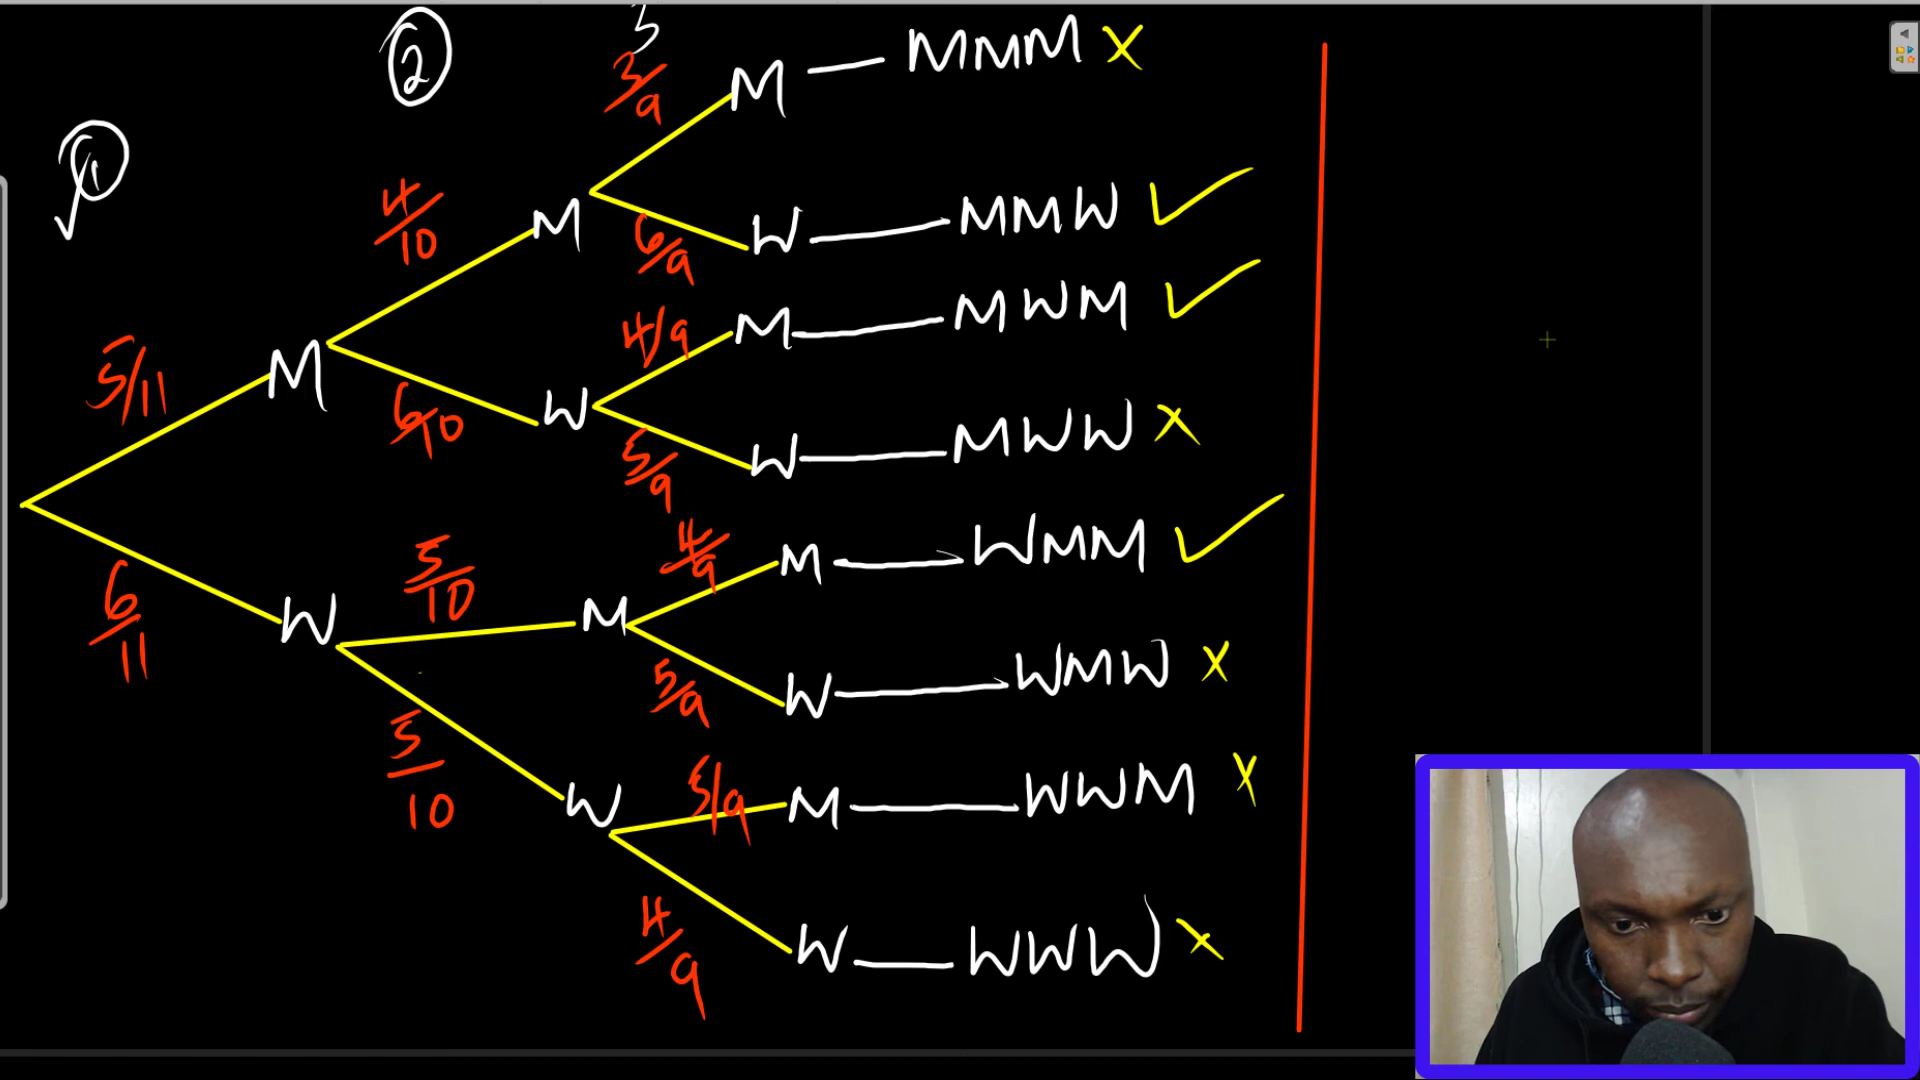 ② 3
3/9 M — MMM X
①
4/10 M 6/9 W — MMW ✓
5/11 M 4/9 M — MWM ✓
6/10 W 5/9 W — MWW X
5/10 M 4/9 M — WMM ✓
6/11 W 5/9 W — WMW X
5/10 W 5/9 M — WWM X
4/9 W — WWW X